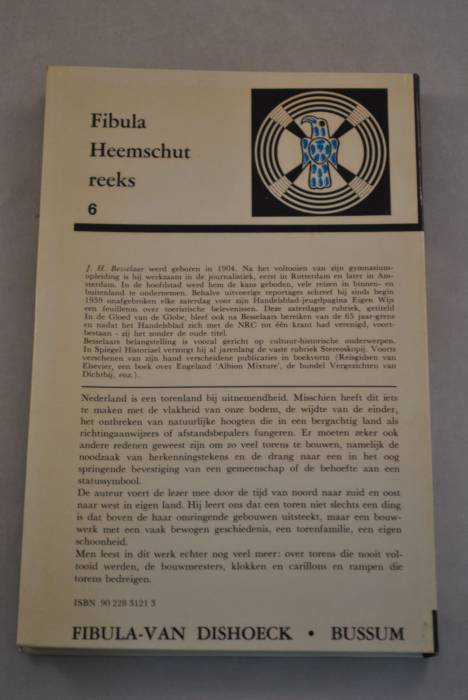 Fibula
Heemschut
reeks
6
J. H. Besselaar werd geboren in 1904. Na het voltooien van zijn gymnasium-
opleiding is hij werkzaam in de journalistiek, eerst in Rotterdam en later in Am-
sterdam. In de hoofdstad werd hem de kans geboden, vele reizen in binnen- en
buitenland te ondernemen. Behalve uitvoerige reportages schreef hij sinds begin
1939 onafgebroken elke zaterdag voor zijn Handelsblad-jeugdpagina Eigen Wijs
een feuilleton over toeristische belevenissen. Deze zaterdagse rubriek, getiteld
In de Gloed van de Globe, bleef ook na Besselaars bereiken van de 65 jaar-grens
en nadat het Handelsblad zich met de NRC tot één krant had verenigd, voort-
bestaan - zij het zonder de oude titel.
Besselaars belangstelling is vooral gericht op cultuur-historische onderwerpen.
In Spiegel Historiael verzorgt hij al jarenlang de vaste rubriek Stereoskopij. Voorts
verschenen van zijn hand verscheidene publicaties in boekvorm (Reisgidsen van
Elsevier, een boek over Engeland 'Albion Mixture', de bundel Vergezichten van
Dichtbij, enz.).
Nederland is een torenland bij uitnemendheid. Misschien heeft dit iets
te maken met de vlakheid van onze bodem, de wijdte van de einder,
het ontbreken van natuurlijke hoogten die in een bergachtig land als
richtingaanwijzers of afstandsbepalers fungeren. Er moeten zeker ook
andere redenen geweest zijn om zo veel torens te bouwen, namelijk de
noodzaak van herkenningstekens en de drang naar een in het oog
springende bevestiging van een gemeenschap of de behoefte aan een
statussymbool.
De auteur voert de lezer mee door de tijd van noord naar zuid en oost
naar west in eigen land. Hij leert ons dat een toren niet slechts een ding
is dat boven de haar omringende gebouwen uitsteekt, maar een bouw-
werk met een vaak bewogen geschiedenis, een torenfamilie, een eigen
schoonheid.
Men leest in dit werk echter nog veel meer: over torens die nooit vol-
tooid werden, de bouwmeesters, klokken en carillons en rampen die
torens bedreigen.
ISBN 90 228 3121 3
FIBULA-VAN DISHOECK • BUSSUM